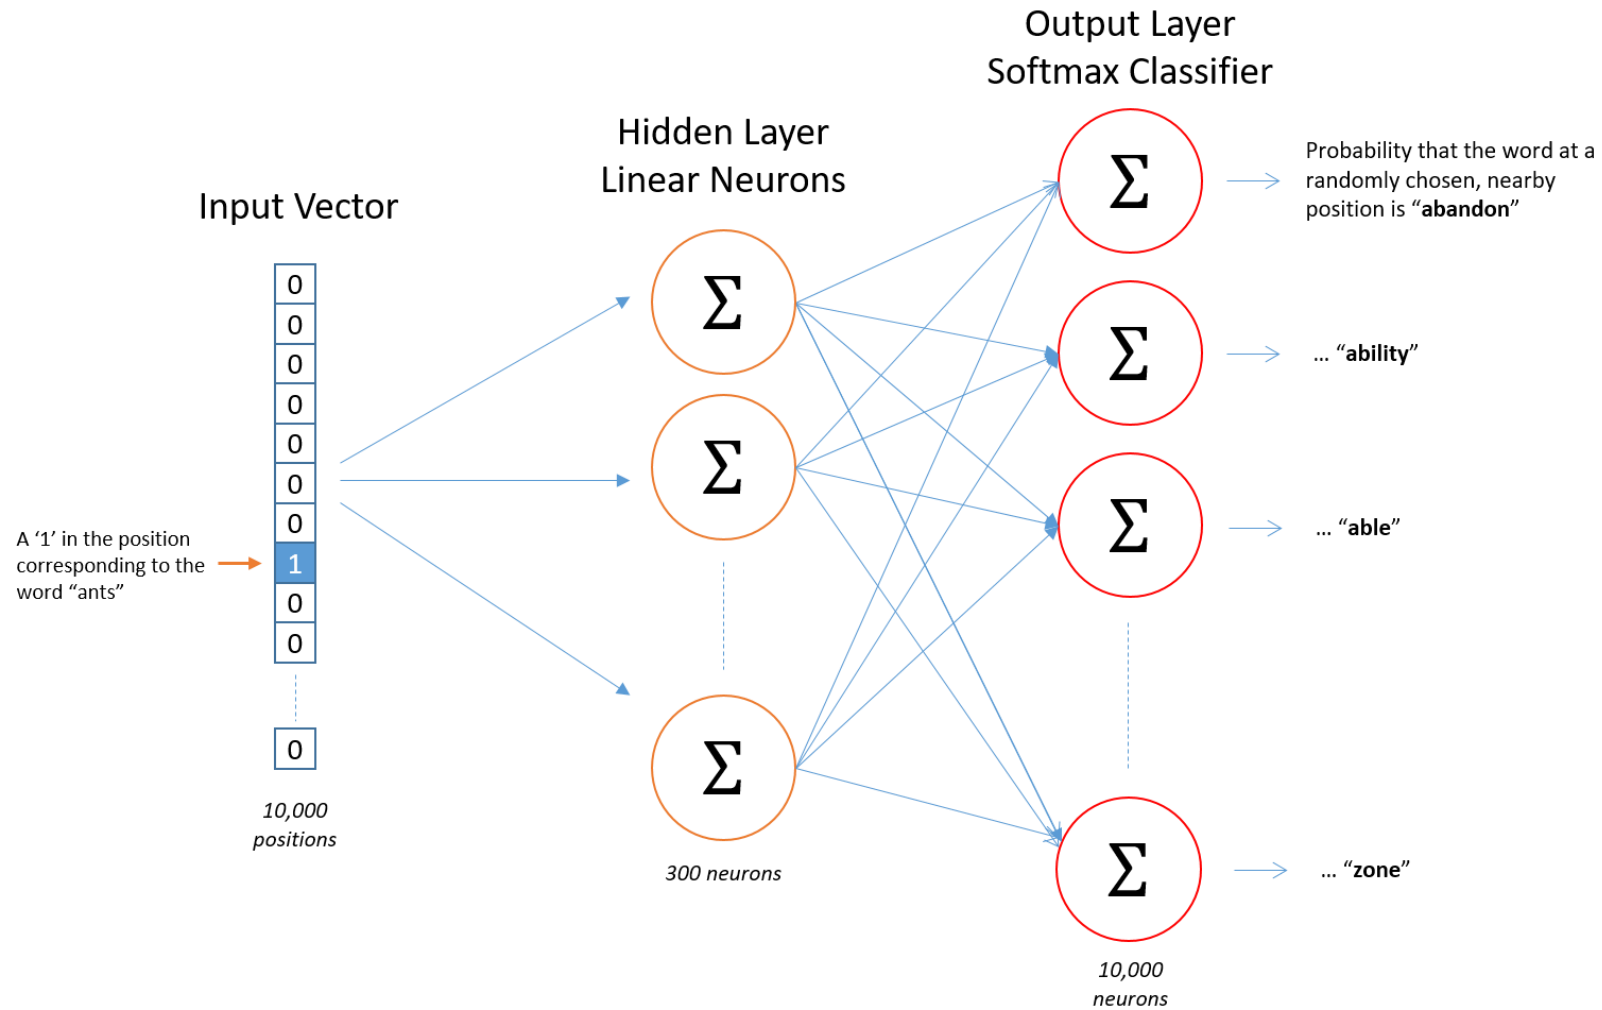 Output Layer
Softmax Classifier
Hidden Layer
Linear Neurons
Input Vector
0
0
0
0
0
0
0
1
0
0
0
A ‘1’ in the position
corresponding to the
word “ants”
10,000
positions
Σ
Σ
Σ
300 neurons
Σ
Σ
Σ
Σ
10,000
neurons
Probability that the word at a
randomly chosen, nearby
position is “abandon”
... “ability”
... “able”
... “zone”